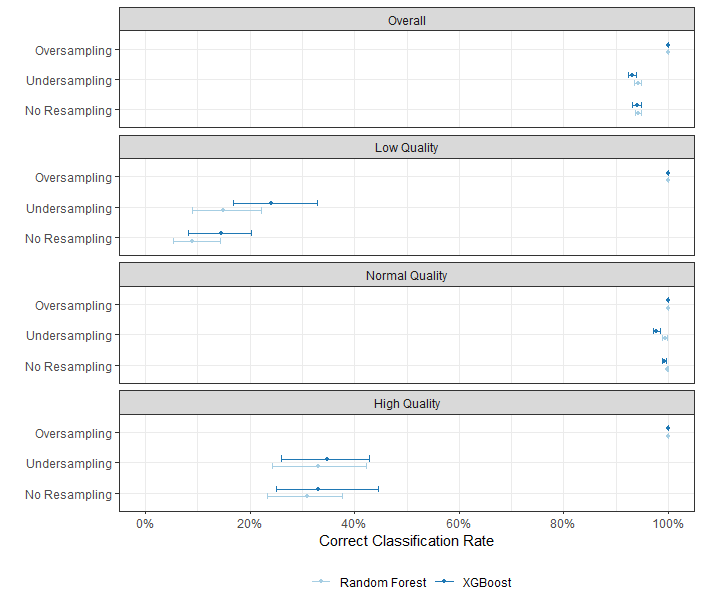 Overall
Oversampling
Undersampling
No Resampling
Low Quality
Oversampling
Undersampling
No Resampling
Normal Quality
Oversampling
Undersampling
No Resampling
High Quality
Oversampling
Undersampling
No Resampling
0% 20% 40% 60% 80% 100%
Correct Classification Rate
Random Forest XGBoost